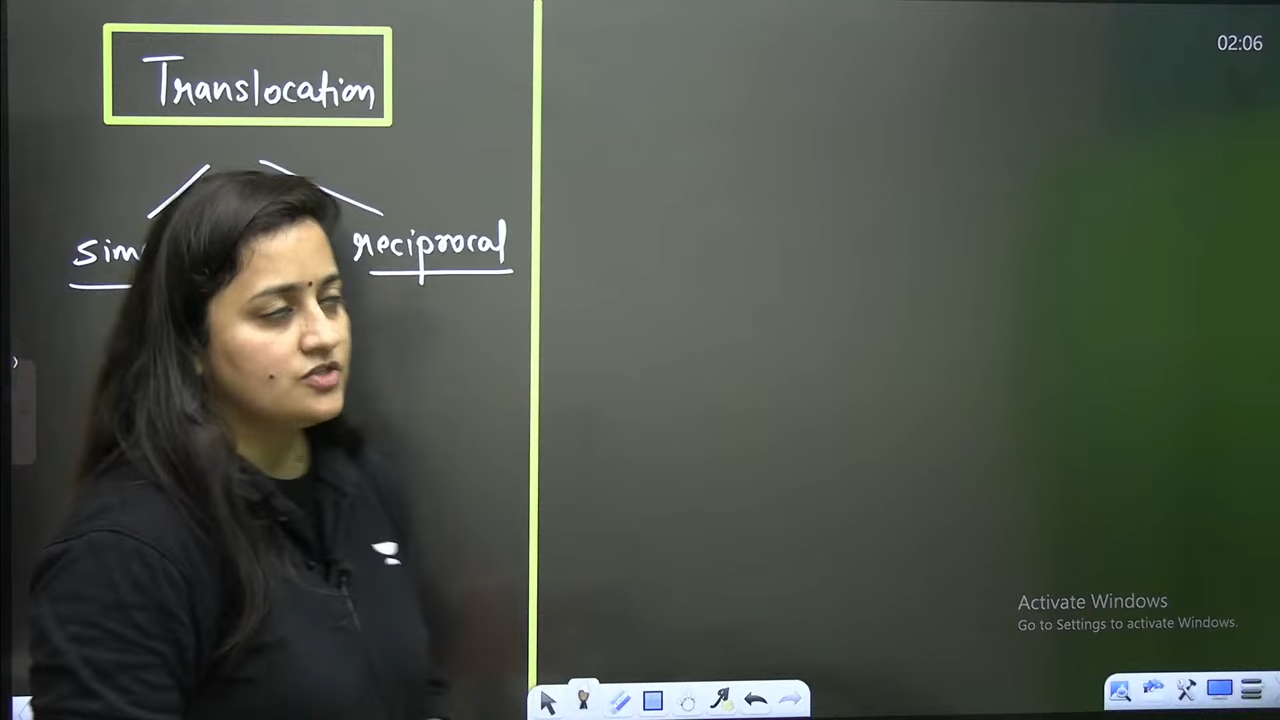 02:06
Translocation
reciprocal
Activate Windows
Go to Settings to activate Windows.